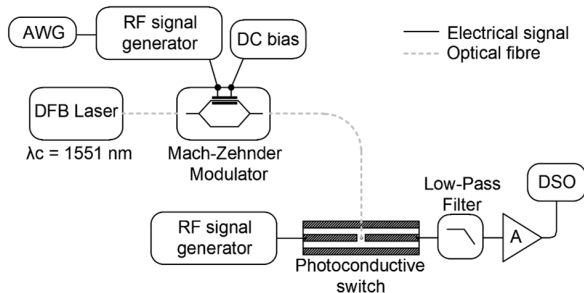 AWG
RF signal
generator
DC bias
Electrical signal
Optical fibre
DFB Laser
λc = 1551 nm
Mach-Zehnder
Modulator
Low-Pass
Filter
DSO
RF signal
generator
A
Photoconductive
switch